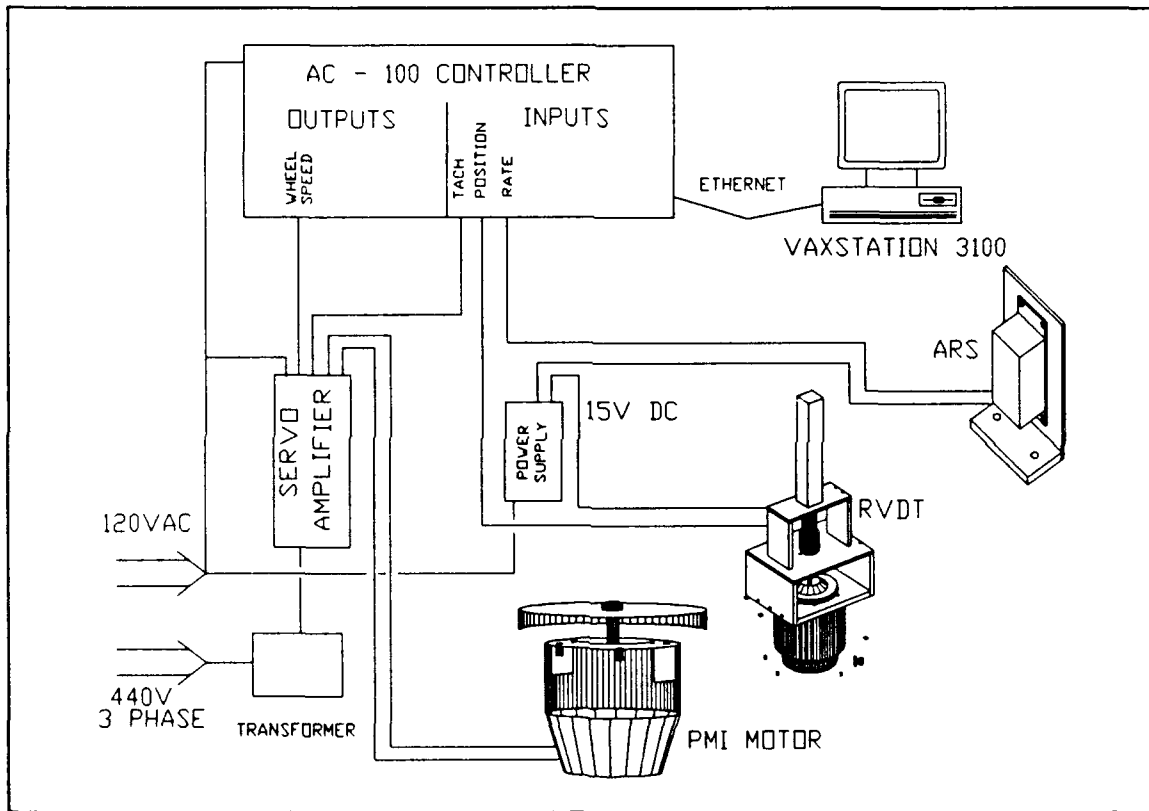 AC - 100 CONTROLLER
OUTPUTS
INPUTS
WHEEL
SPEED
TACH
POSITION
RATE
ETHERNET
VAXSTATION 3100
ARS
15V DC
SERVO
AMPLIFIER
POWER
SUPPLY
RVDT
120VAC
440V
3 PHASE
TRANSFORMER
PMI MOTOR